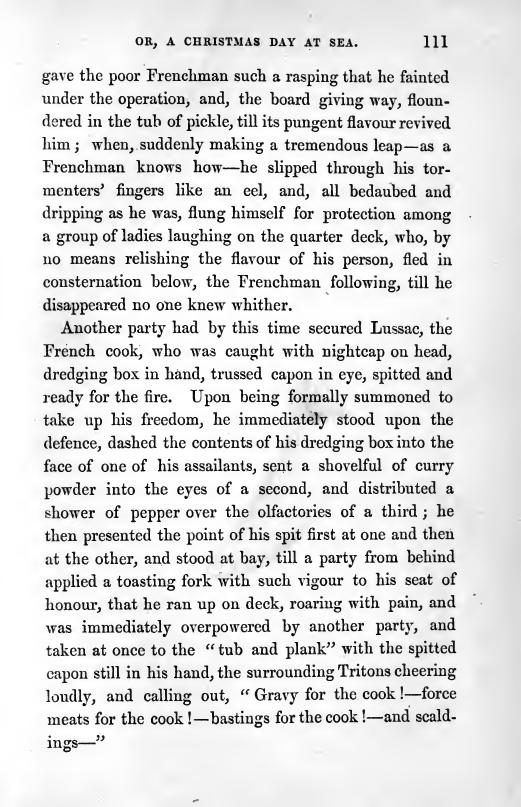 OR, A CHRISTMAS DAY AT SEA. 111
gave the poor Frenchman such a rasping that he fainted
under the operation, and, the board giving way, floun-
dered in the tub of pickle, till its pungent flavour revived
him; when, suddenly making a tremendous leap—as a
Frenchman knows how—he slipped through his tor-
menters' fingers like an eel, and, all bedaubed and
dripping as he was, flung himself for protection among
a group of ladies laughing on the quarter deck, who, by
no means relishing the flavour of his person, fled in
consternation below, the Frenchman following, till he
disappeared no one knew whither.
Another party had by this time secured Lussac, the
French cook, who was caught with nightcap on head,
dredging box in hand, trussed capon in eye, spitted and
ready for the fire. Upon being formally summoned to
take up his freedom, he immediately stood upon the
defence, dashed the contents of his dredging box into the
face of one of his assailants, sent a shovelful of curry
powder into the eyes of a second, and distributed a
shower of pepper over the olfactories of a third; he
then presented the point of his spit first at one and then
at the other, and stood at bay, till a party from behind
applied a toasting fork with such vigour to his seat of
honour, that he ran up on deck, roaring with pain, and
was immediately overpowered by another party, and
taken at once to the "tub and plank" with the spitted
capon still in his hand, the surrounding Tritons cheering
loudly, and calling out, "Gravy for the cook!—force
meats for the cook!—bastings for the cook!—and scald-
ings—"